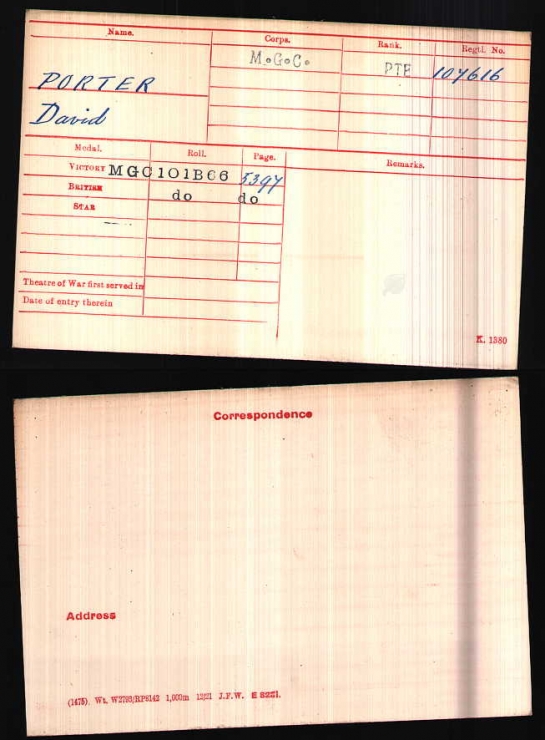 Name. Corps. Rank. Regtl. No.
M.G.C. PTE 107616
PORTER
David
Medal. Roll. Page. Remarks.
VICTORY MGC101B66 5397
BRITISH do do
STAR
Theatre of War first served in
Date of entry therein
K. 1380
Correspondence
Address
(1475) Wt. W2793/RP8142 1,000m 12/21 J.F.W. E 8221.